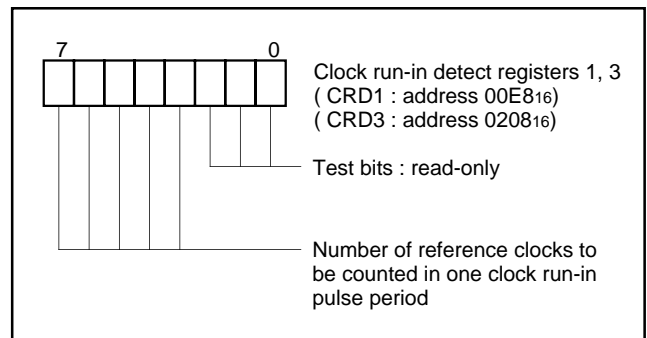 7 0
Clock run-in detect registers 1, 3
( CRD1 : address 00E816)
( CRD3 : address 020816)
Test bits : read-only
Number of reference clocks to
be counted in one clock run-in
pulse period